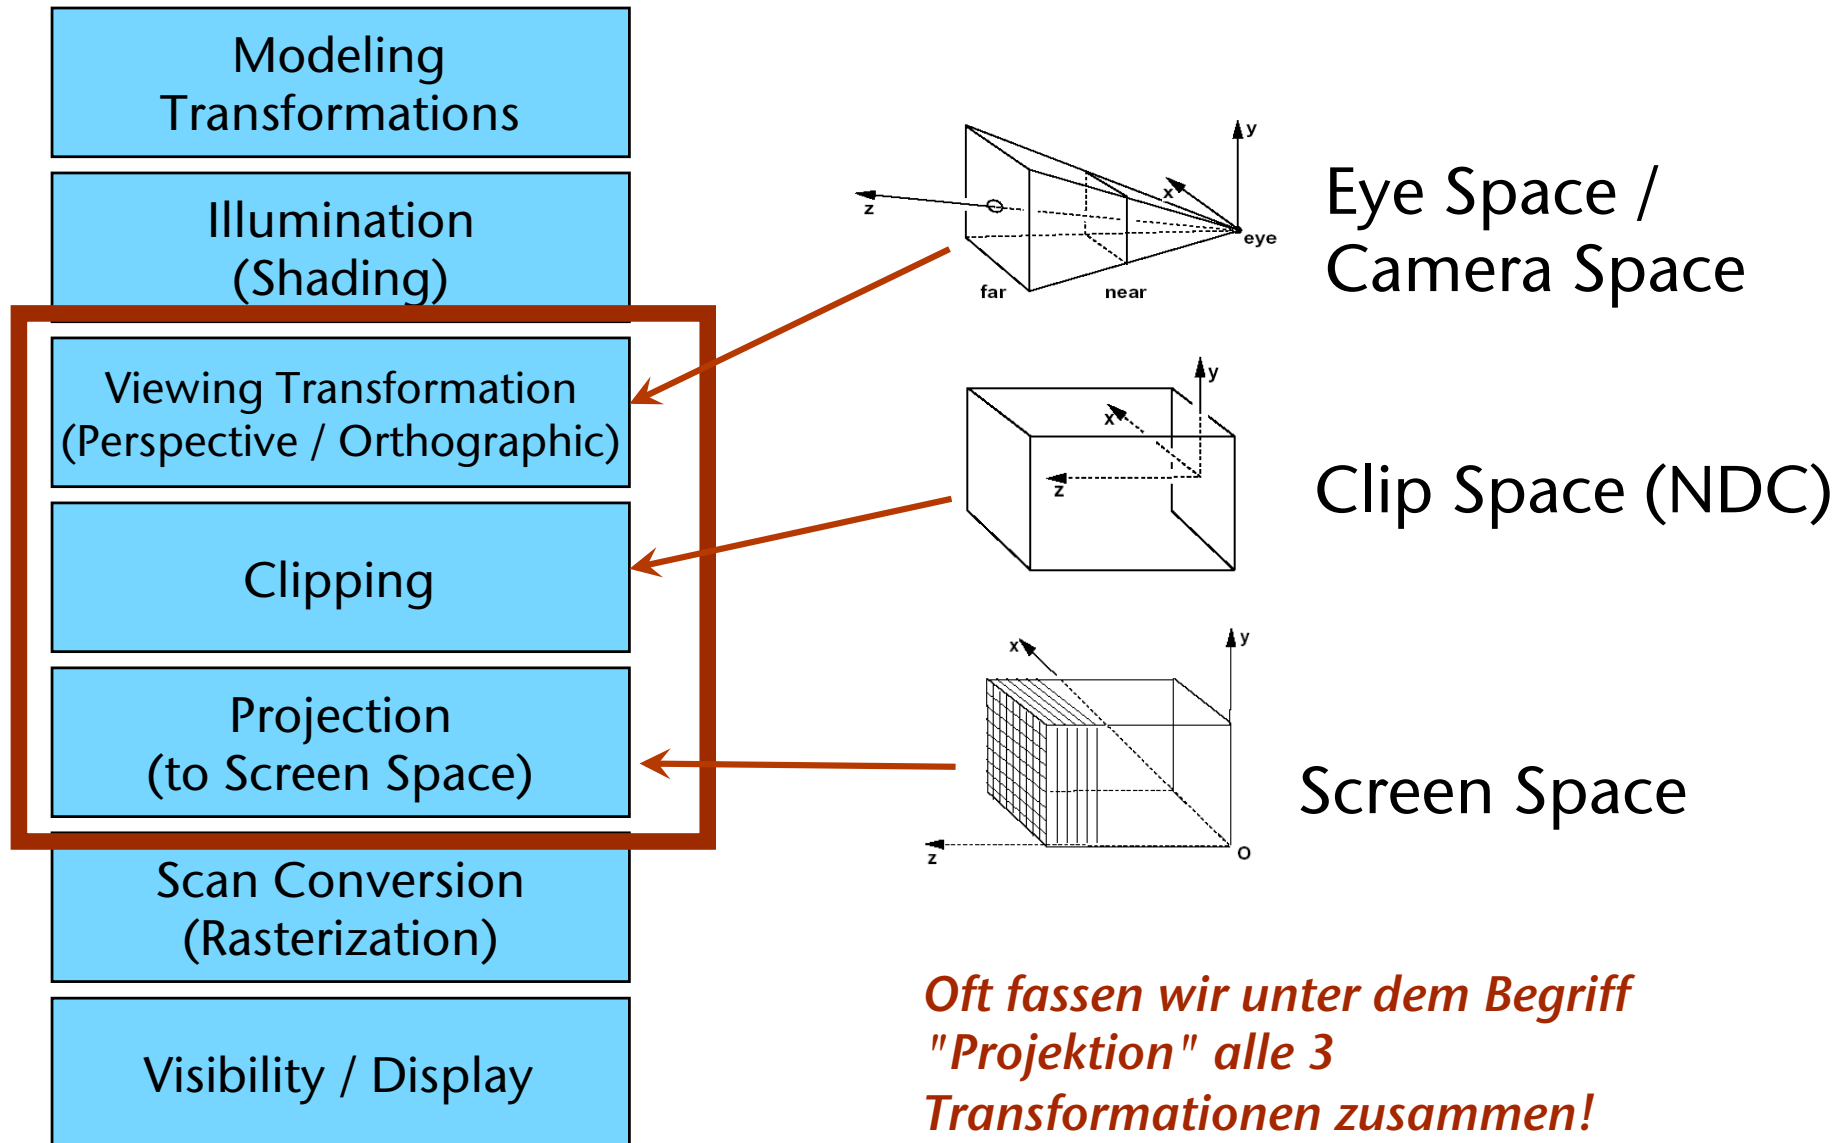 Modeling
Transformations
Illumination
(Shading)
Viewing Transformation
(Perspective / Orthographic)
Clipping
Projection
(to Screen Space)
Scan Conversion
(Rasterization)
Visibility / Display
y
x
z
eye
far
near
Eye Space /
Camera Space
y
x
z
Clip Space (NDC)
x
y
z
O
Screen Space
Oft fassen wir unter dem Begriff
"Projektion" alle 3
Transformationen zusammen!